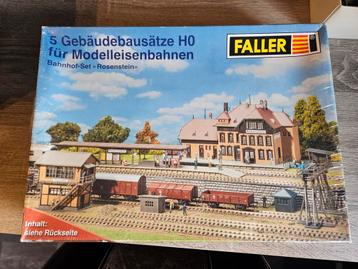 5 Gebäudebausätze H0
für Modelleisenbahnen
Bahnhof-Set »Rosenstein«
FALLER
Inhalt:
siehe Rückseite